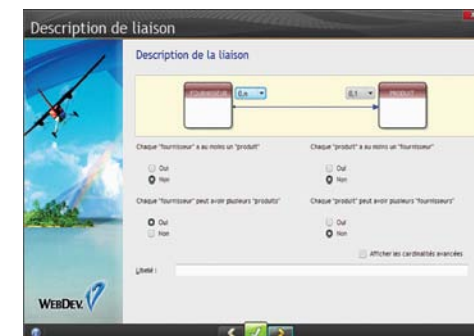 Description de liaison
Description de la liaison
FOURNISSEUR 0,n 0,1 PRODUIT
Chaque "fournisseur" a au moins un "produit"
Chaque "produit" a au moins un "fournisseur"
Oui
Non
Oui
Non
Chaque "fournisseur" peut avoir plusieurs "produits"
Chaque "produit" peut avoir plusieurs "fournisseurs"
Oui
Non
Oui
Non
Afficher les cardinalités avancées
Libellé :
WEBDEV